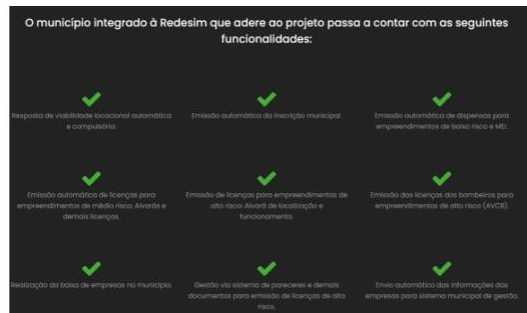 O município integrado à Redesim que adere ao projeto passa a contar com as seguintes
funcionalidades:
Resposta de viabilidade locacional automática
e compulsória.
Emissão automática da inscrição municipal.
Emissão automática de dispensas para
empreendimentos de baixo risco e MEI.
Emissão automática de licenças para
empreendimentos de médio risco: Alvarás e
demais licenças.
Emissão de licenças para empreendimentos de
alto risco: Alvará de localização e
funcionamento.
Emissão das licenças dos bombeiros para
empreendimentos de alto risco (AVCB).
Realização da baixa de empresas no município.
Gestão via sistema de pareceres e demais
documentos para emissão de licenças de alto
risco.
Envio automático das informações das
empresas para sistema municipal de gestão.